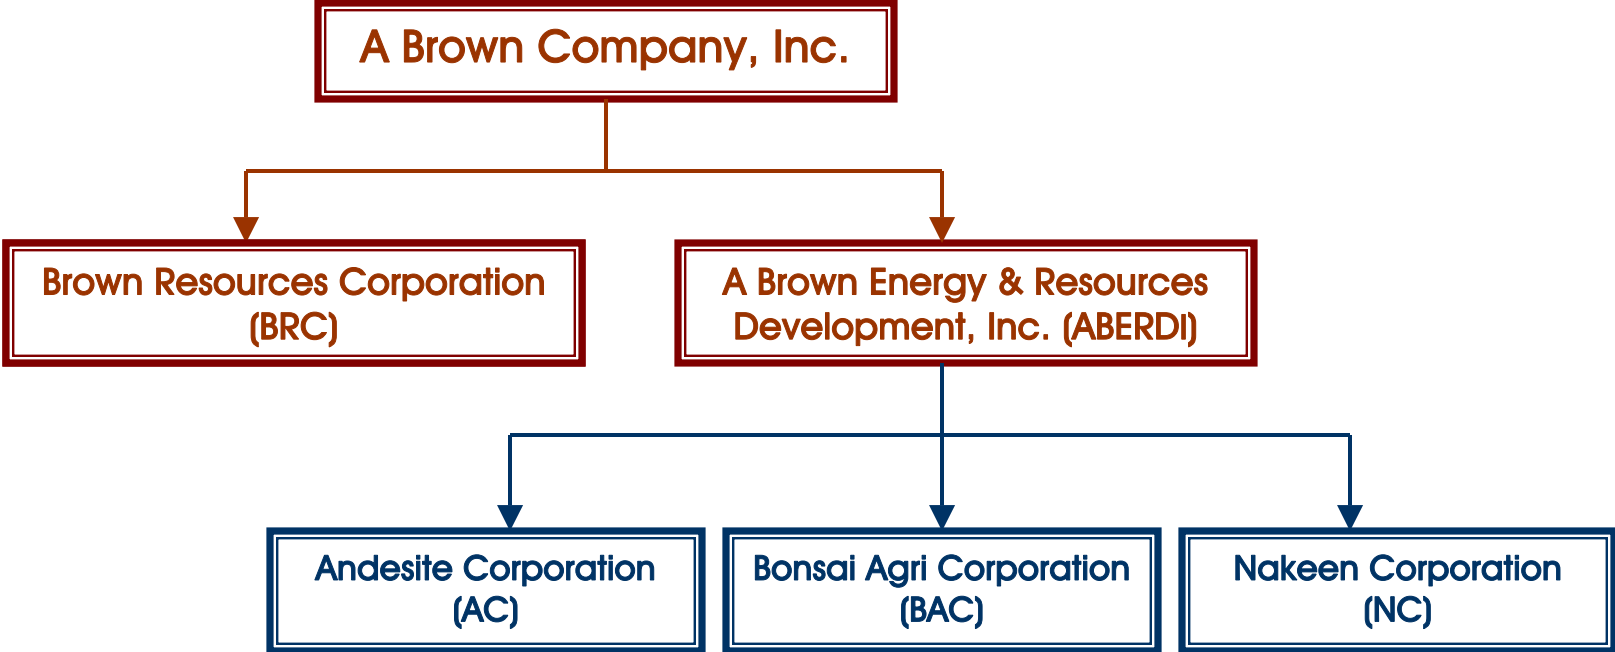 A Brown Company, Inc.
Brown Resources Corporation
(BRC)
A Brown Energy & Resources
Development, Inc. (ABERDI)
Andesite Corporation
(AC)
Bonsai Agri Corporation
(BAC)
Nakeen Corporation
(NC)